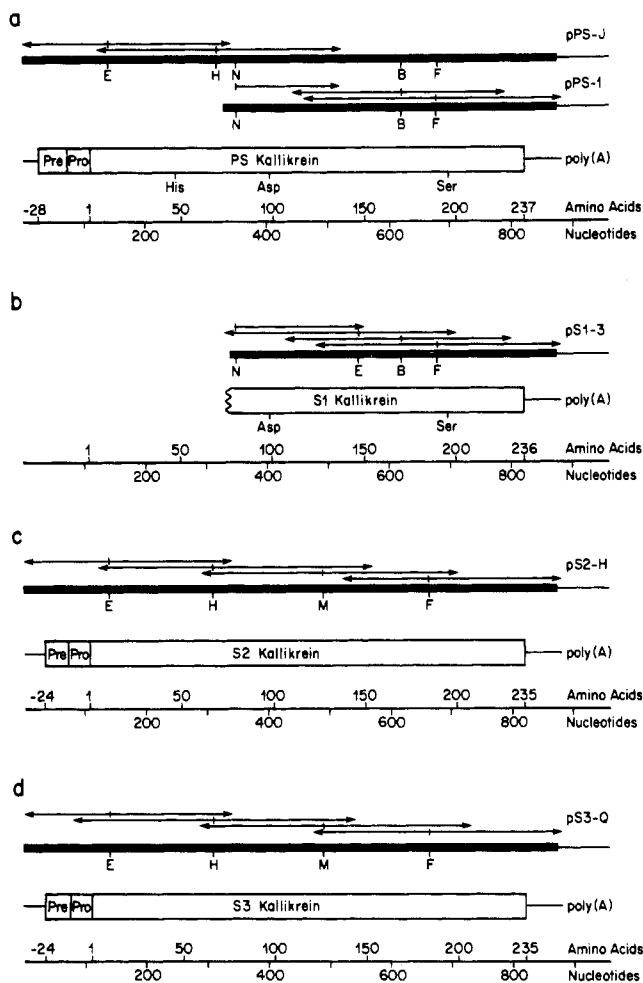 a
pPS-J
E H N B F
pPS-1
N B F
Pre Pro PS Kallikrein poly(A)
His Asp Ser
-28 1 50 100 150 200 237 Amino Acids
200 400 600 800 Nucleotides
b
pS1-3
N E B F
S1 Kallikrein poly(A)
Asp Ser
1 50 100 150 200 236 Amino Acids
200 400 600 800 Nucleotides
c
pS2-H
E H M F
Pre Pro S2 Kallikrein poly(A)
-24 1 50 100 150 200 235 Amino Acids
200 400 600 800 Nucleotides
d
pS3-Q
E H M F
Pre Pro S3 Kallikrein poly(A)
-24 1 50 100 150 200 235 Amino Acids
200 400 600 800 Nucleotides